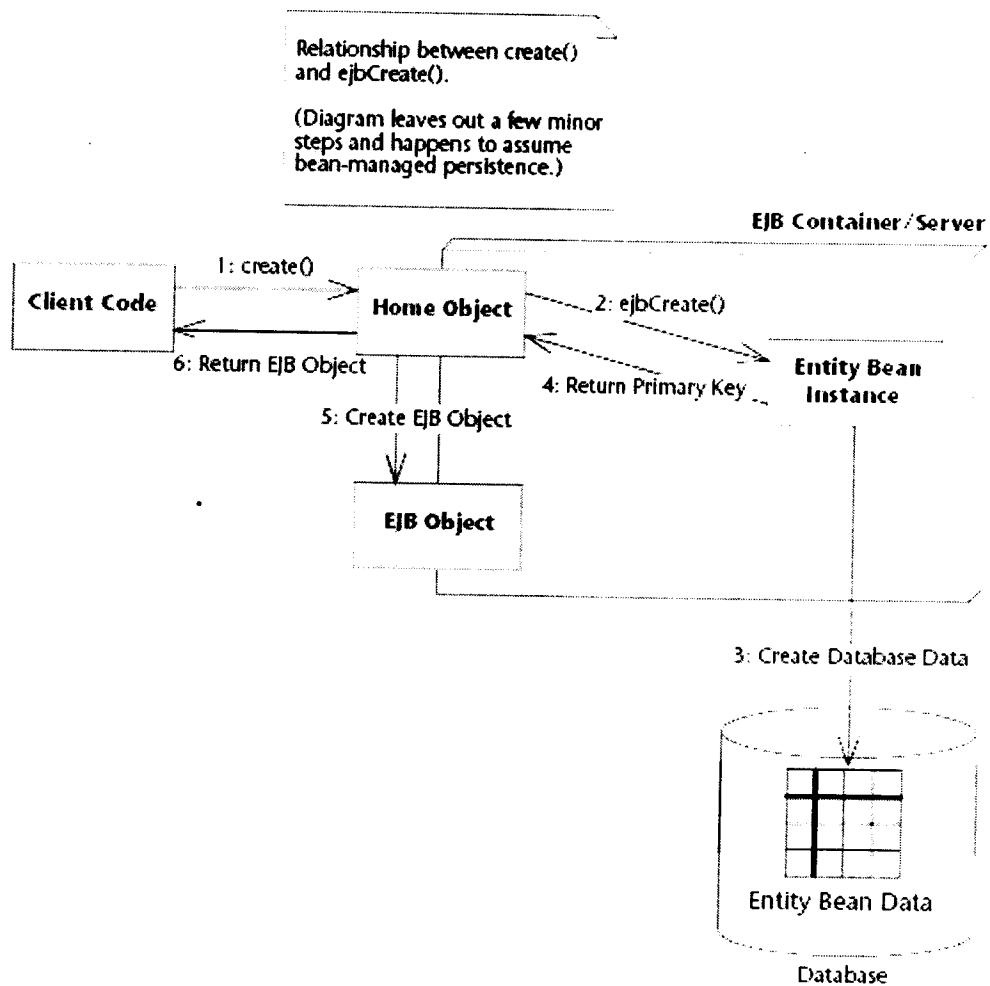 Relationship between create()
and ejbCreate().
(Diagram leaves out a few minor
steps and happens to assume
bean-managed persistence.)
EJB Container/Server
1: create()
Client Code
Home Object
2: ejbCreate()
6: Return EJB Object
4: Return Primary Key
Entity Bean
Instance
5: Create EJB Object
EJB Object
3: Create Database Data
Entity Bean Data
Database